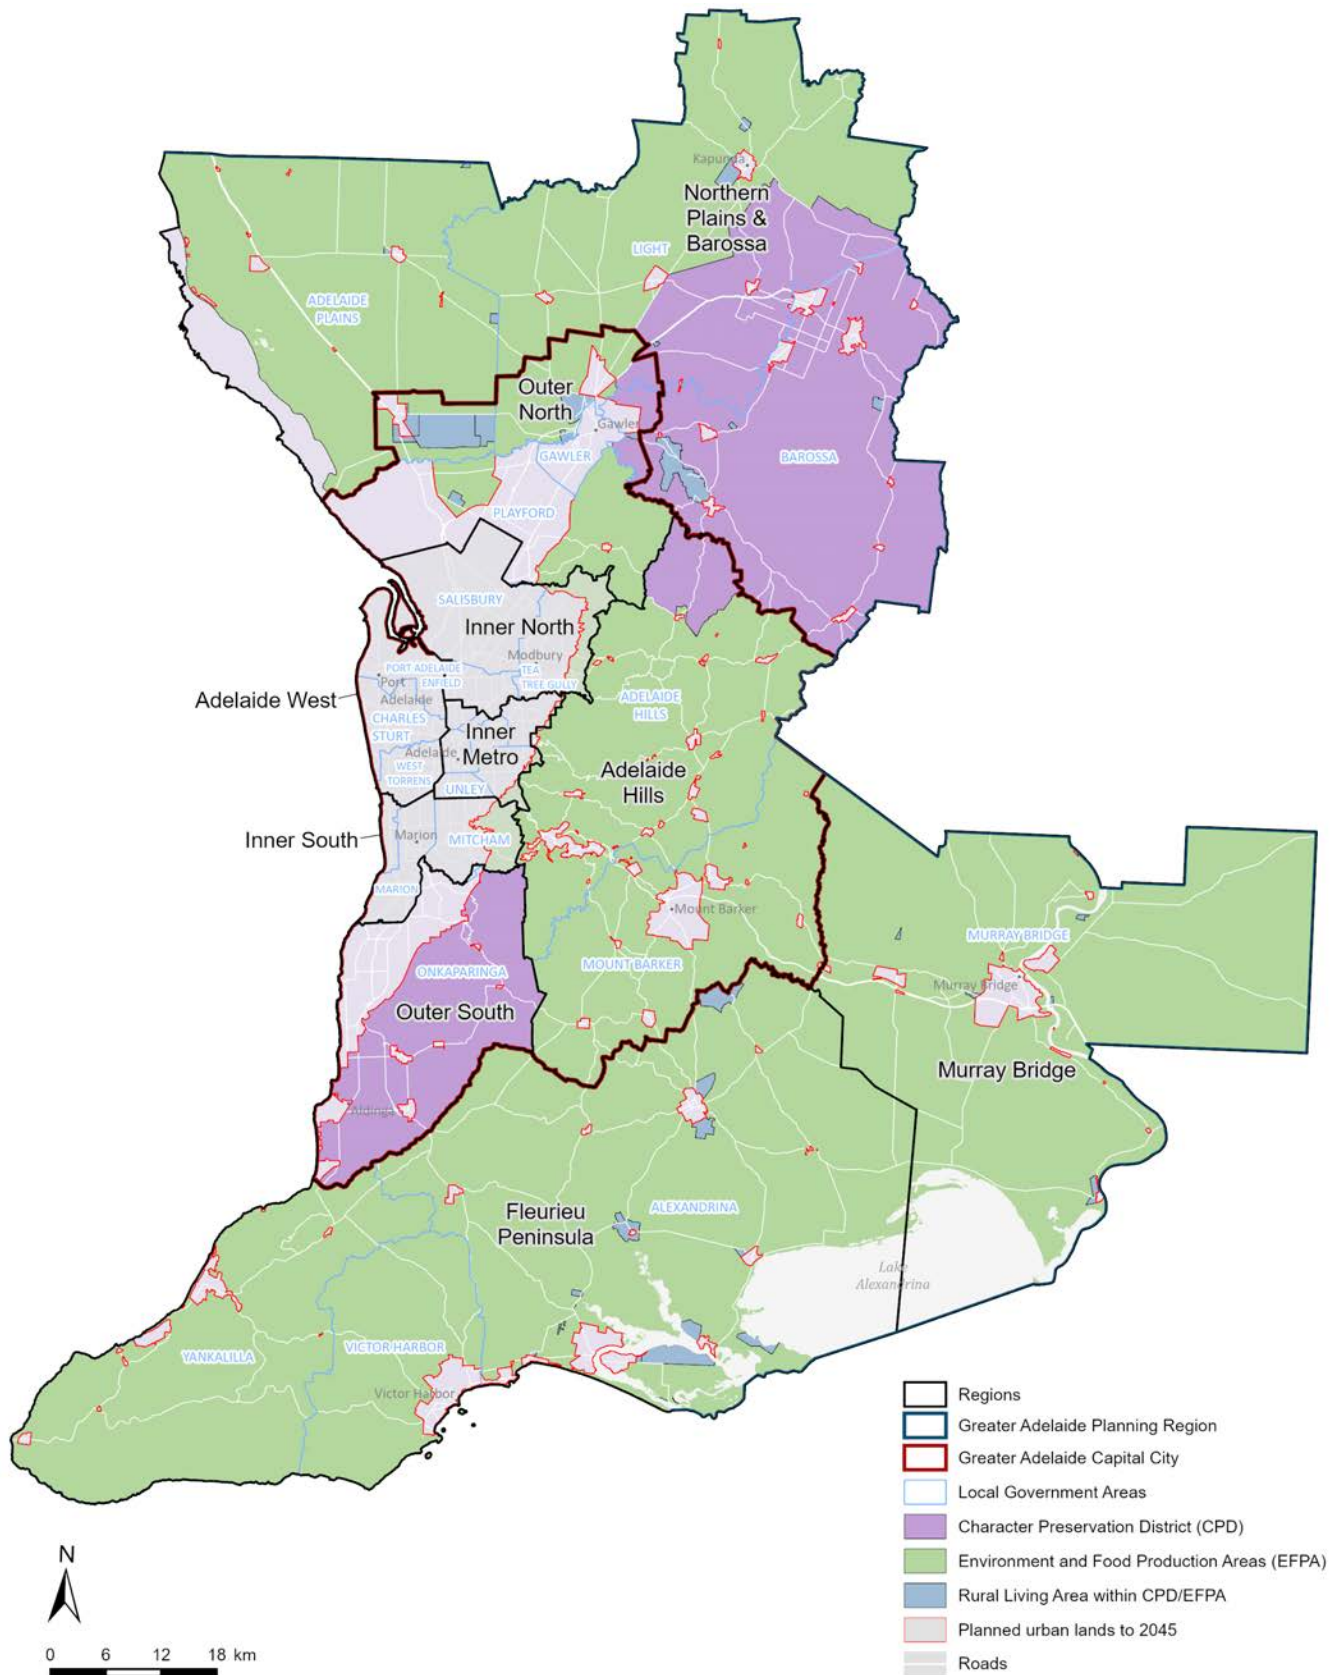 Kapunda
Northern
Plains &
Barossa
LIGHT
ADELAIDE
PLAINS
Outer
North
Gawler
GAWLER
BAROSSA
PLAYFORD
SALISBURY
Inner North
Modbury
PORT ADELAIDE
ENFIELD
TEA
TREE GULLY
Port
Adelaide
Adelaide West
CHARLES
STURT
ADELAIDE
HILLS
Inner
Metro
Adelaide
WEST
TORRENS
UNLEY
Adelaide
Hills
Inner South
Marion
MITCHAM
MARION
Mount Barker
MURRAY BRIDGE
ONKAPARINGA
MOUNT BARKER
Murray Bridge
Outer South
Murray Bridge
Aldinga
Fleurieu
Peninsula
ALEXANDRINA
Lake
Alexandrina
YANKALILLA
VICTOR HARBOR
Victor Harbor
Regions
Greater Adelaide Planning Region
Greater Adelaide Capital City
Local Government Areas
Character Preservation District (CPD)
Environment and Food Production Areas (EFPA)
Rural Living Area within CPD/EFPA
Planned urban lands to 2045
Roads
N
0 6 12 18 km